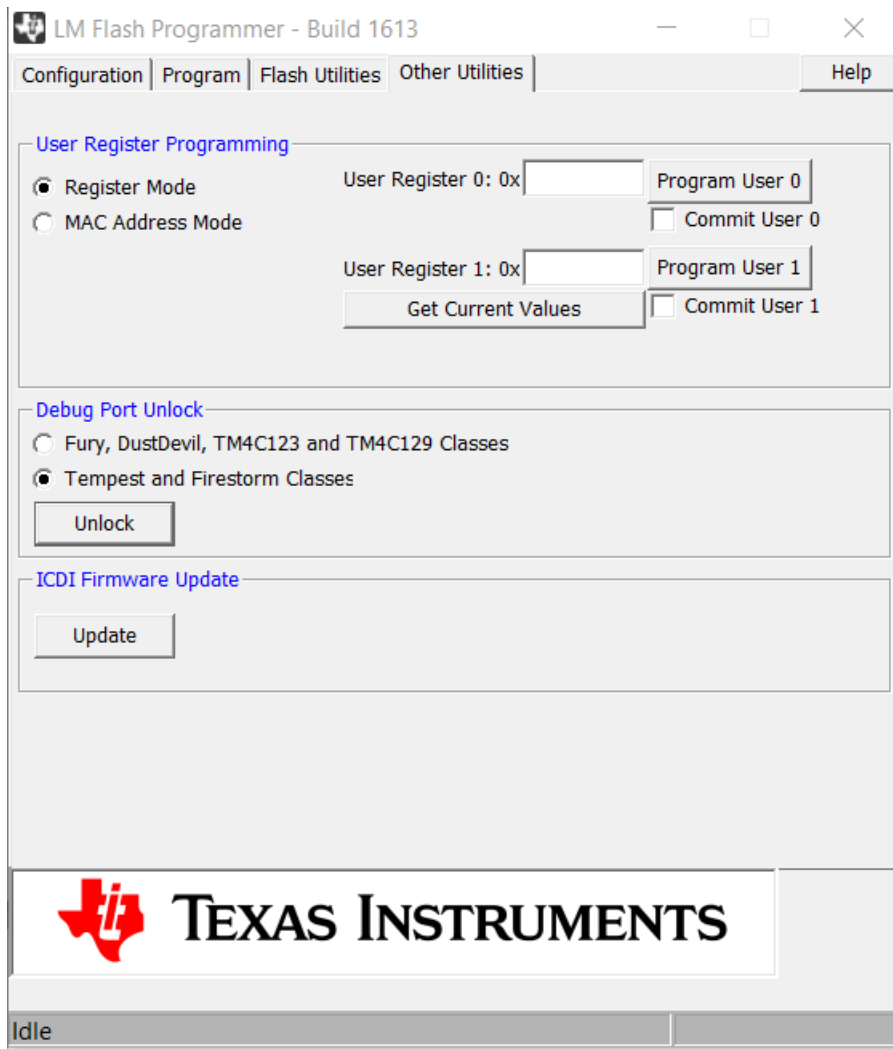 LM Flash Programmer - Build 1613
Configuration Program Flash Utilities Other Utilities Help
User Register Programming
Register Mode User Register 0: 0x Program User 0
MAC Address Mode Commit User 0
User Register 1: 0x Program User 1
Get Current Values Commit User 1
Debug Port Unlock
Fury, DustDevil, TM4C123 and TM4C129 Classes
Tempest and Firestorm Classes
Unlock
ICDI Firmware Update
Update
TEXAS INSTRUMENTS
Idle